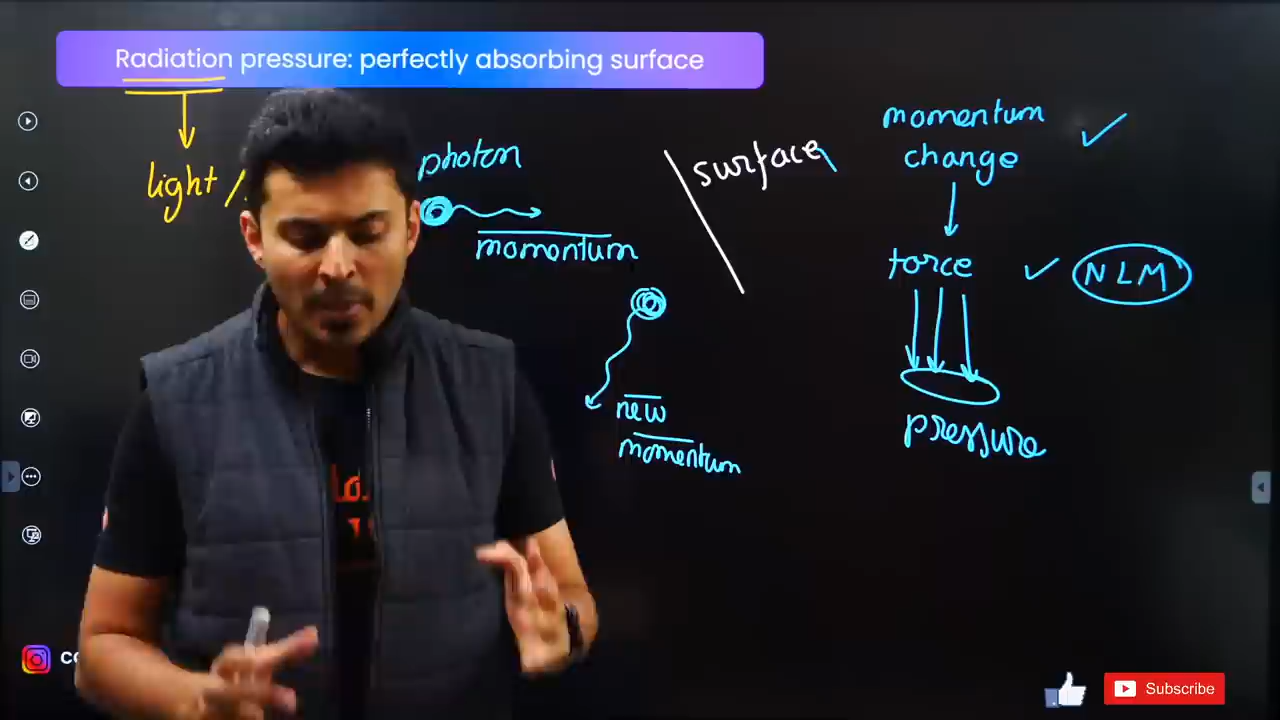 Radiation pressure: perfectly absorbing surface
light /
photon
momentum
new
momentum
surface
momentum
change
force
NLM
pressure
Subscribe